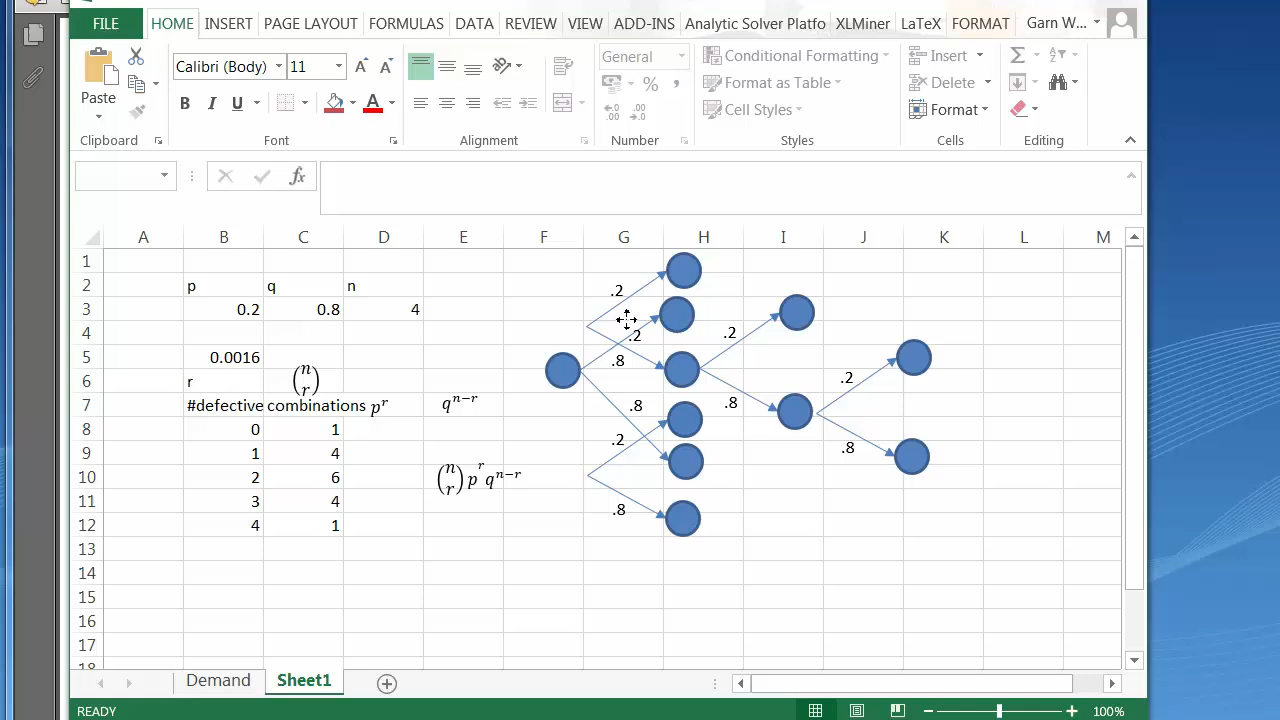 FILE HOME INSERT PAGE LAYOUT FORMULAS DATA REVIEW VIEW ADD-INS Analytic Solver Pl XLMiner LaTeX FORMAT Garn W...
Calibri (Body) 11 General Conditional Formatting Insert
Paste B I U A % Format as Table Delete
Cell Styles Format
Clipboard Font Alignment Number Styles Cells Editing
fx
A B C D E F G H I J K L M
1
2 p q n
3 0.2 0.8 4
4
5 0.0016
6 r (n r)
7 #defective combinations p^r q^{n-r}
8 0 1
9 1 4
10 2 6 (n r) p^r q^{n-r}
11 3 4
12 4 1
13
14
15
16
17
18
.2
.2
.8
.8
.2
.8
.2
.8
.2
.8
Demand Sheet1
READY 100%